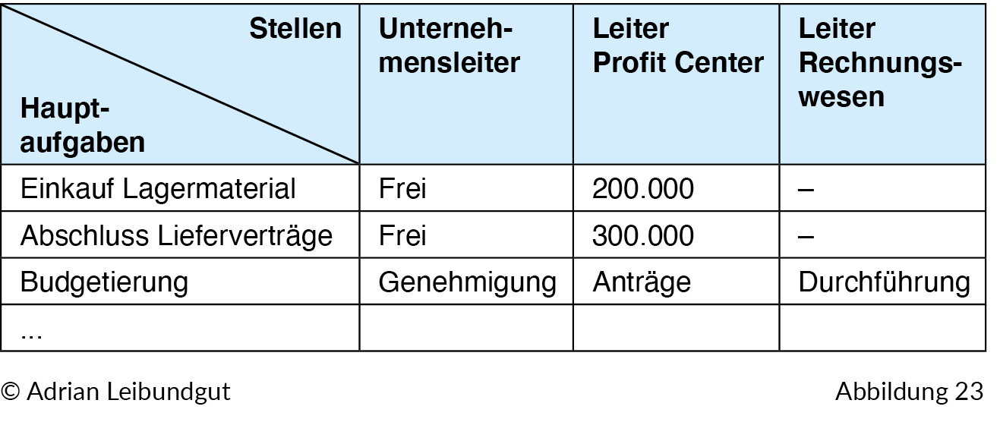 Stellen
Haupt-
aufgaben
Unterneh-
mensleiter
Leiter
Profit Center
Leiter
Rechnungs-
wesen
Einkauf Lagermaterial Frei 200.000 –
Abschluss Lieferverträge Frei 300.000 –
Budgetierung Genehmigung Anträge Durchführung
...
© Adrian Leibundgut Abbildung 23